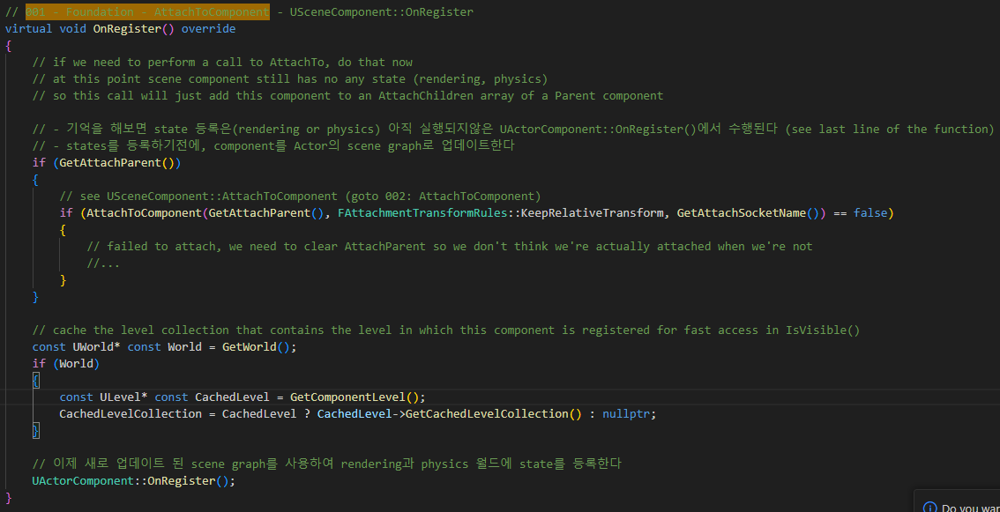 // 001 - Foundation - AttachToComponent - USceneComponent::OnRegister
virtual void OnRegister() override
{
// if we need to perform a call to AttachTo, do that now
// at this point scene component still has no any state (rendering, physics)
// so this call will just add this component to an AttachChildren array of a Parent component
// - 기억을 해보면 state 등록은(rendering or physics) 아직 실행되지않은 UActorComponent::OnRegister()에서 수행된다 (see last line of the function)
// - states를 등록하기전에, component를 Actor의 scene graph로 업데이트한다
if (GetAttachParent())
{
// see USceneComponent::AttachToComponent (goto 002: AttachToComponent)
if (AttachToComponent(GetAttachParent(), FAttachmentTransformRules::KeepRelativeTransform, GetAttachSocketName()) == false)
{
// failed to attach, we need to clear AttachParent so we don't think we're actually attached when we're not
//...
}
}
// cache the level collection that contains the level in which this component is registered for fast access in IsVisible()
const UWorld* const World = GetWorld();
if (World)
{
const ULevel* const CachedLevel = GetComponentLevel();
CachedLevelCollection = CachedLevel ? CachedLevel->GetCachedLevelCollection() : nullptr;
}
// 이제 새로 업데이트 된 scene graph를 사용하여 rendering과 physics 월드에 state를 등록한다
UActorComponent::OnRegister();
}
Do you